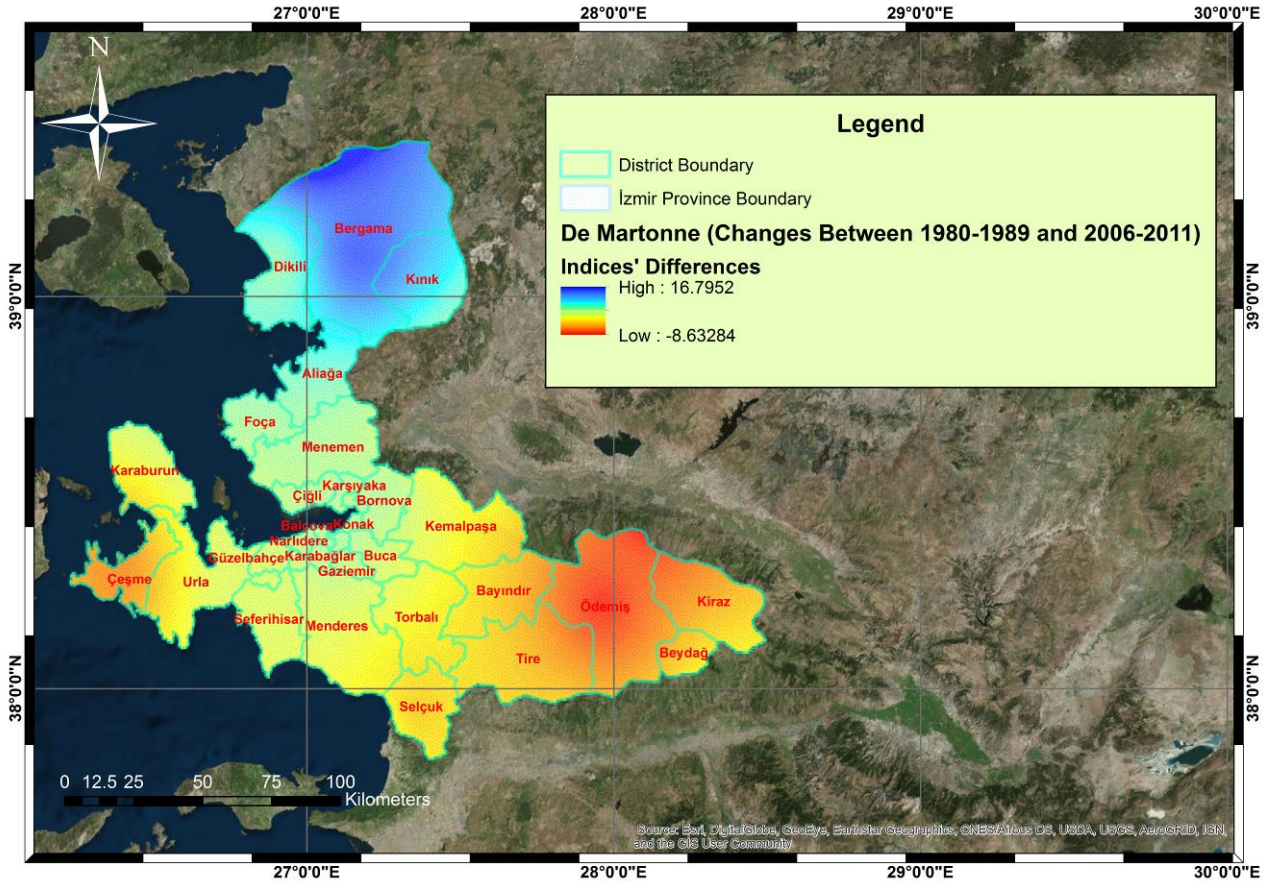 27°0'0"E 28°0'0"E 29°0'0"E 30°0'0"E
N
Legend
District Boundary
İzmir Province Boundary
De Martonne (Changes Between 1980-1989 and 2006-2011)
Indices' Differences
High : 16.7952
Low : -8.63284
39°0'0"N
39°0'0"N
38°0'0"N
38°0'0"N
Bergama
Dikili
Kınık
Aliağa
Foça
Menemen
Karaburun
Karşıyaka
Çiğli
Bornova
Balçova
Konak
Kemalpaşa
Narlıdere
Güzelbahçe
Karabağlar
Buca
Gaziemir
Çeşme
Urla
Bayındır
Ödemiş
Kiraz
Seferihisar
Menderes
Torbalı
Tire
Beydağ
Selçuk
0 12.5 25 50 75 100
Kilometers
Source: Esri, DigitalGlobe, GeoEye, Earthstar Geographics, CNES/Airbus DS, USDA, USGS, AeroGRID, IGN,
and the GIS User Community
27°0'0"E 28°0'0"E 29°0'0"E 30°0'0"E